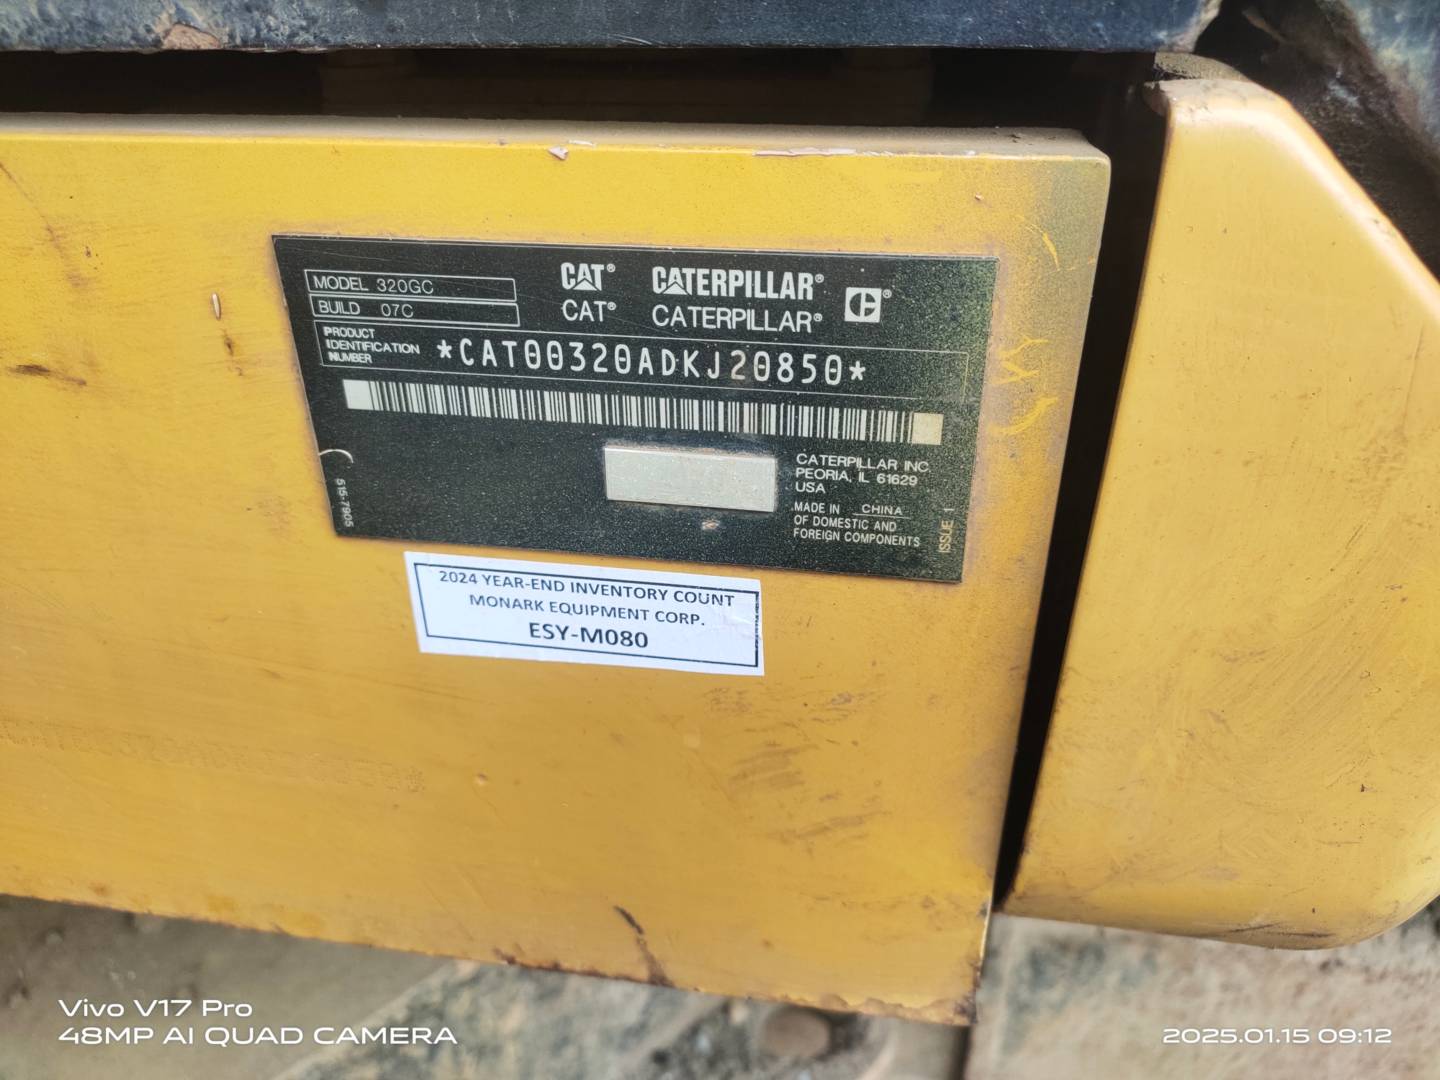 MODEL 320GC
BUILD 07C
CAT® CATERPILLAR®
CAT® CATERPILLAR® C®
PRODUCT
IDENTIFICATION
NUMBER
*CAT00320ADKJ20850*
515-7905
CATERPILLAR INC.
PEORIA, IL 61629
USA
MADE IN CHINA
OF DOMESTIC AND
FOREIGN COMPONENTS
ISSUE 1
2024 YEAR-END INVENTORY COUNT
MONARK EQUIPMENT CORP.
ESY-M080
Vivo V17 Pro
48MP AI QUAD CAMERA
2025.01.15 09:12